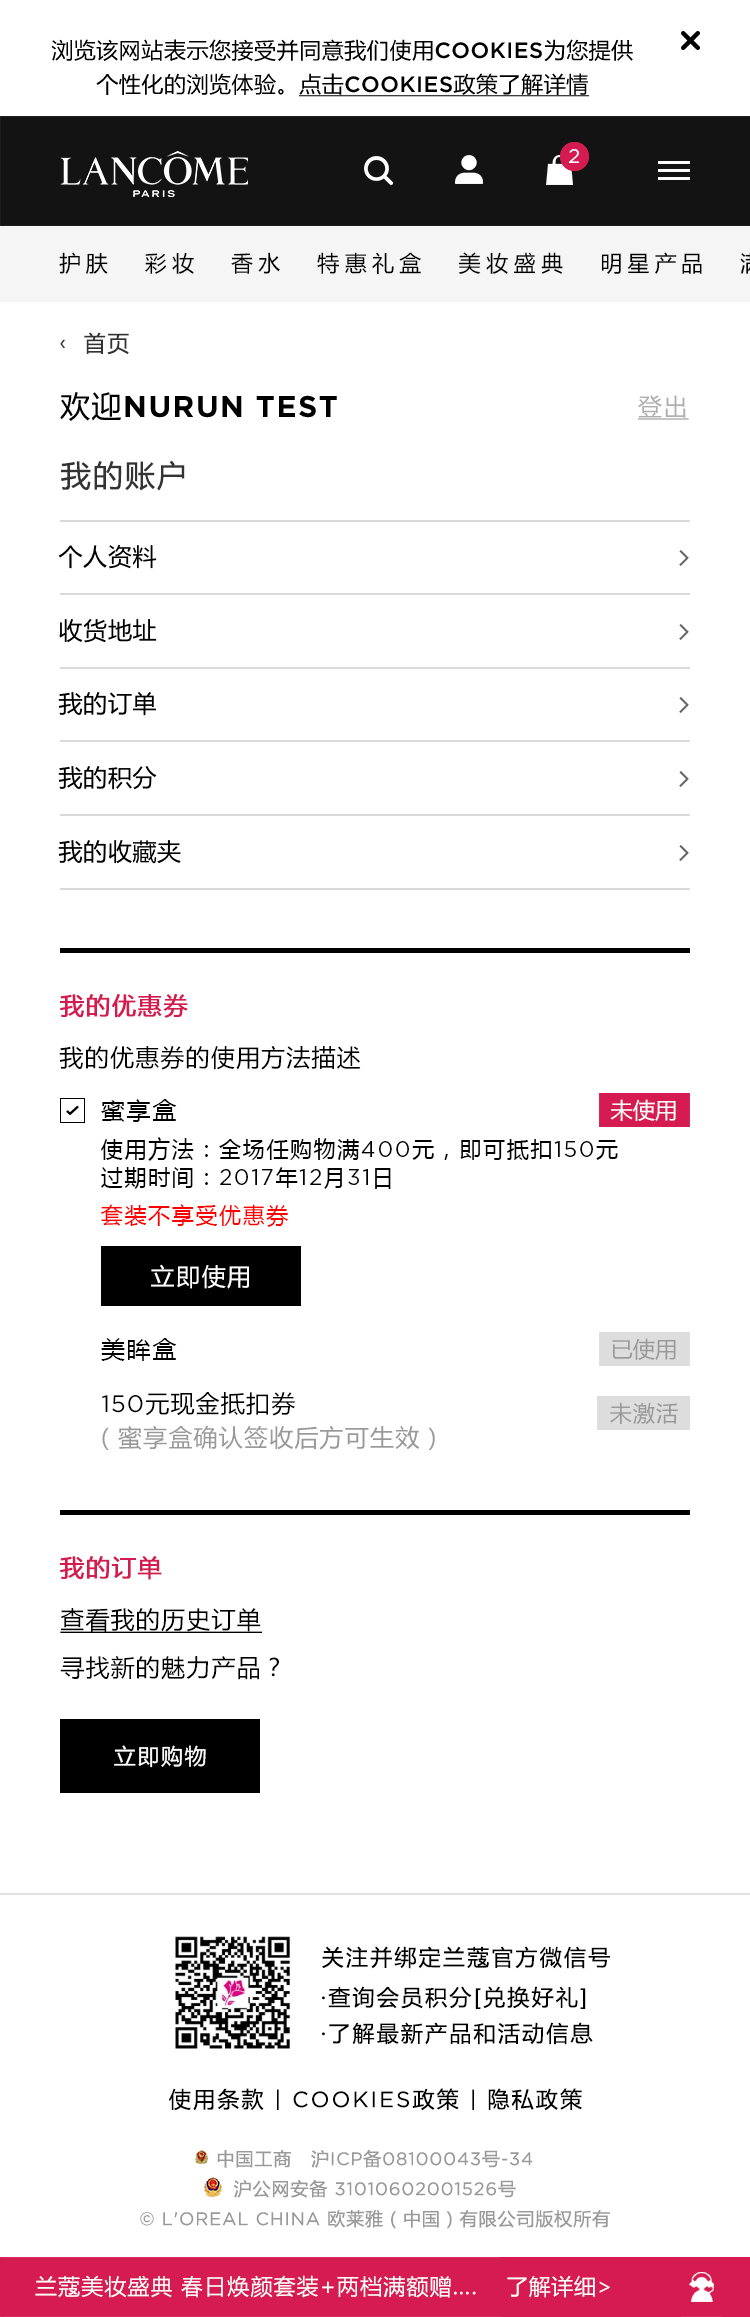 浏览该网站表示您接受并同意我们使用COOKIES为您提供
个性化的浏览体验。点击COOKIES政策了解详情
LANCÔME
PARIS
2
护肤 彩妆 香水 特惠礼盒 美妆盛典 明星产品
‹ 首页
欢迎NURUN TEST 登出
我的账户
个人资料
收货地址
我的订单
我的积分
我的收藏夹
我的优惠券
我的优惠券的使用方法描述
蜜享盒 未使用
使用方法：全场任购物满400元，即可抵扣150元
过期时间：2017年12月31日
套装不享受优惠券
立即使用
美眸盒 已使用
150元现金抵扣券 未激活
（蜜享盒确认签收后方可生效）
我的订单
查看我的历史订单
寻找新的魅力产品？
立即购物
关注并绑定兰蔻官方微信号
·查询会员积分[兑换好礼]
·了解最新产品和活动信息
使用条款 | COOKIES政策 | 隐私政策
中国工商 沪ICP备08100043号-34
沪公网安备 31010602001526号
© L'OREAL CHINA 欧莱雅（中国）有限公司版权所有
兰蔻美妆盛典 春日焕颜套装+两档满额赠.... 了解详细>